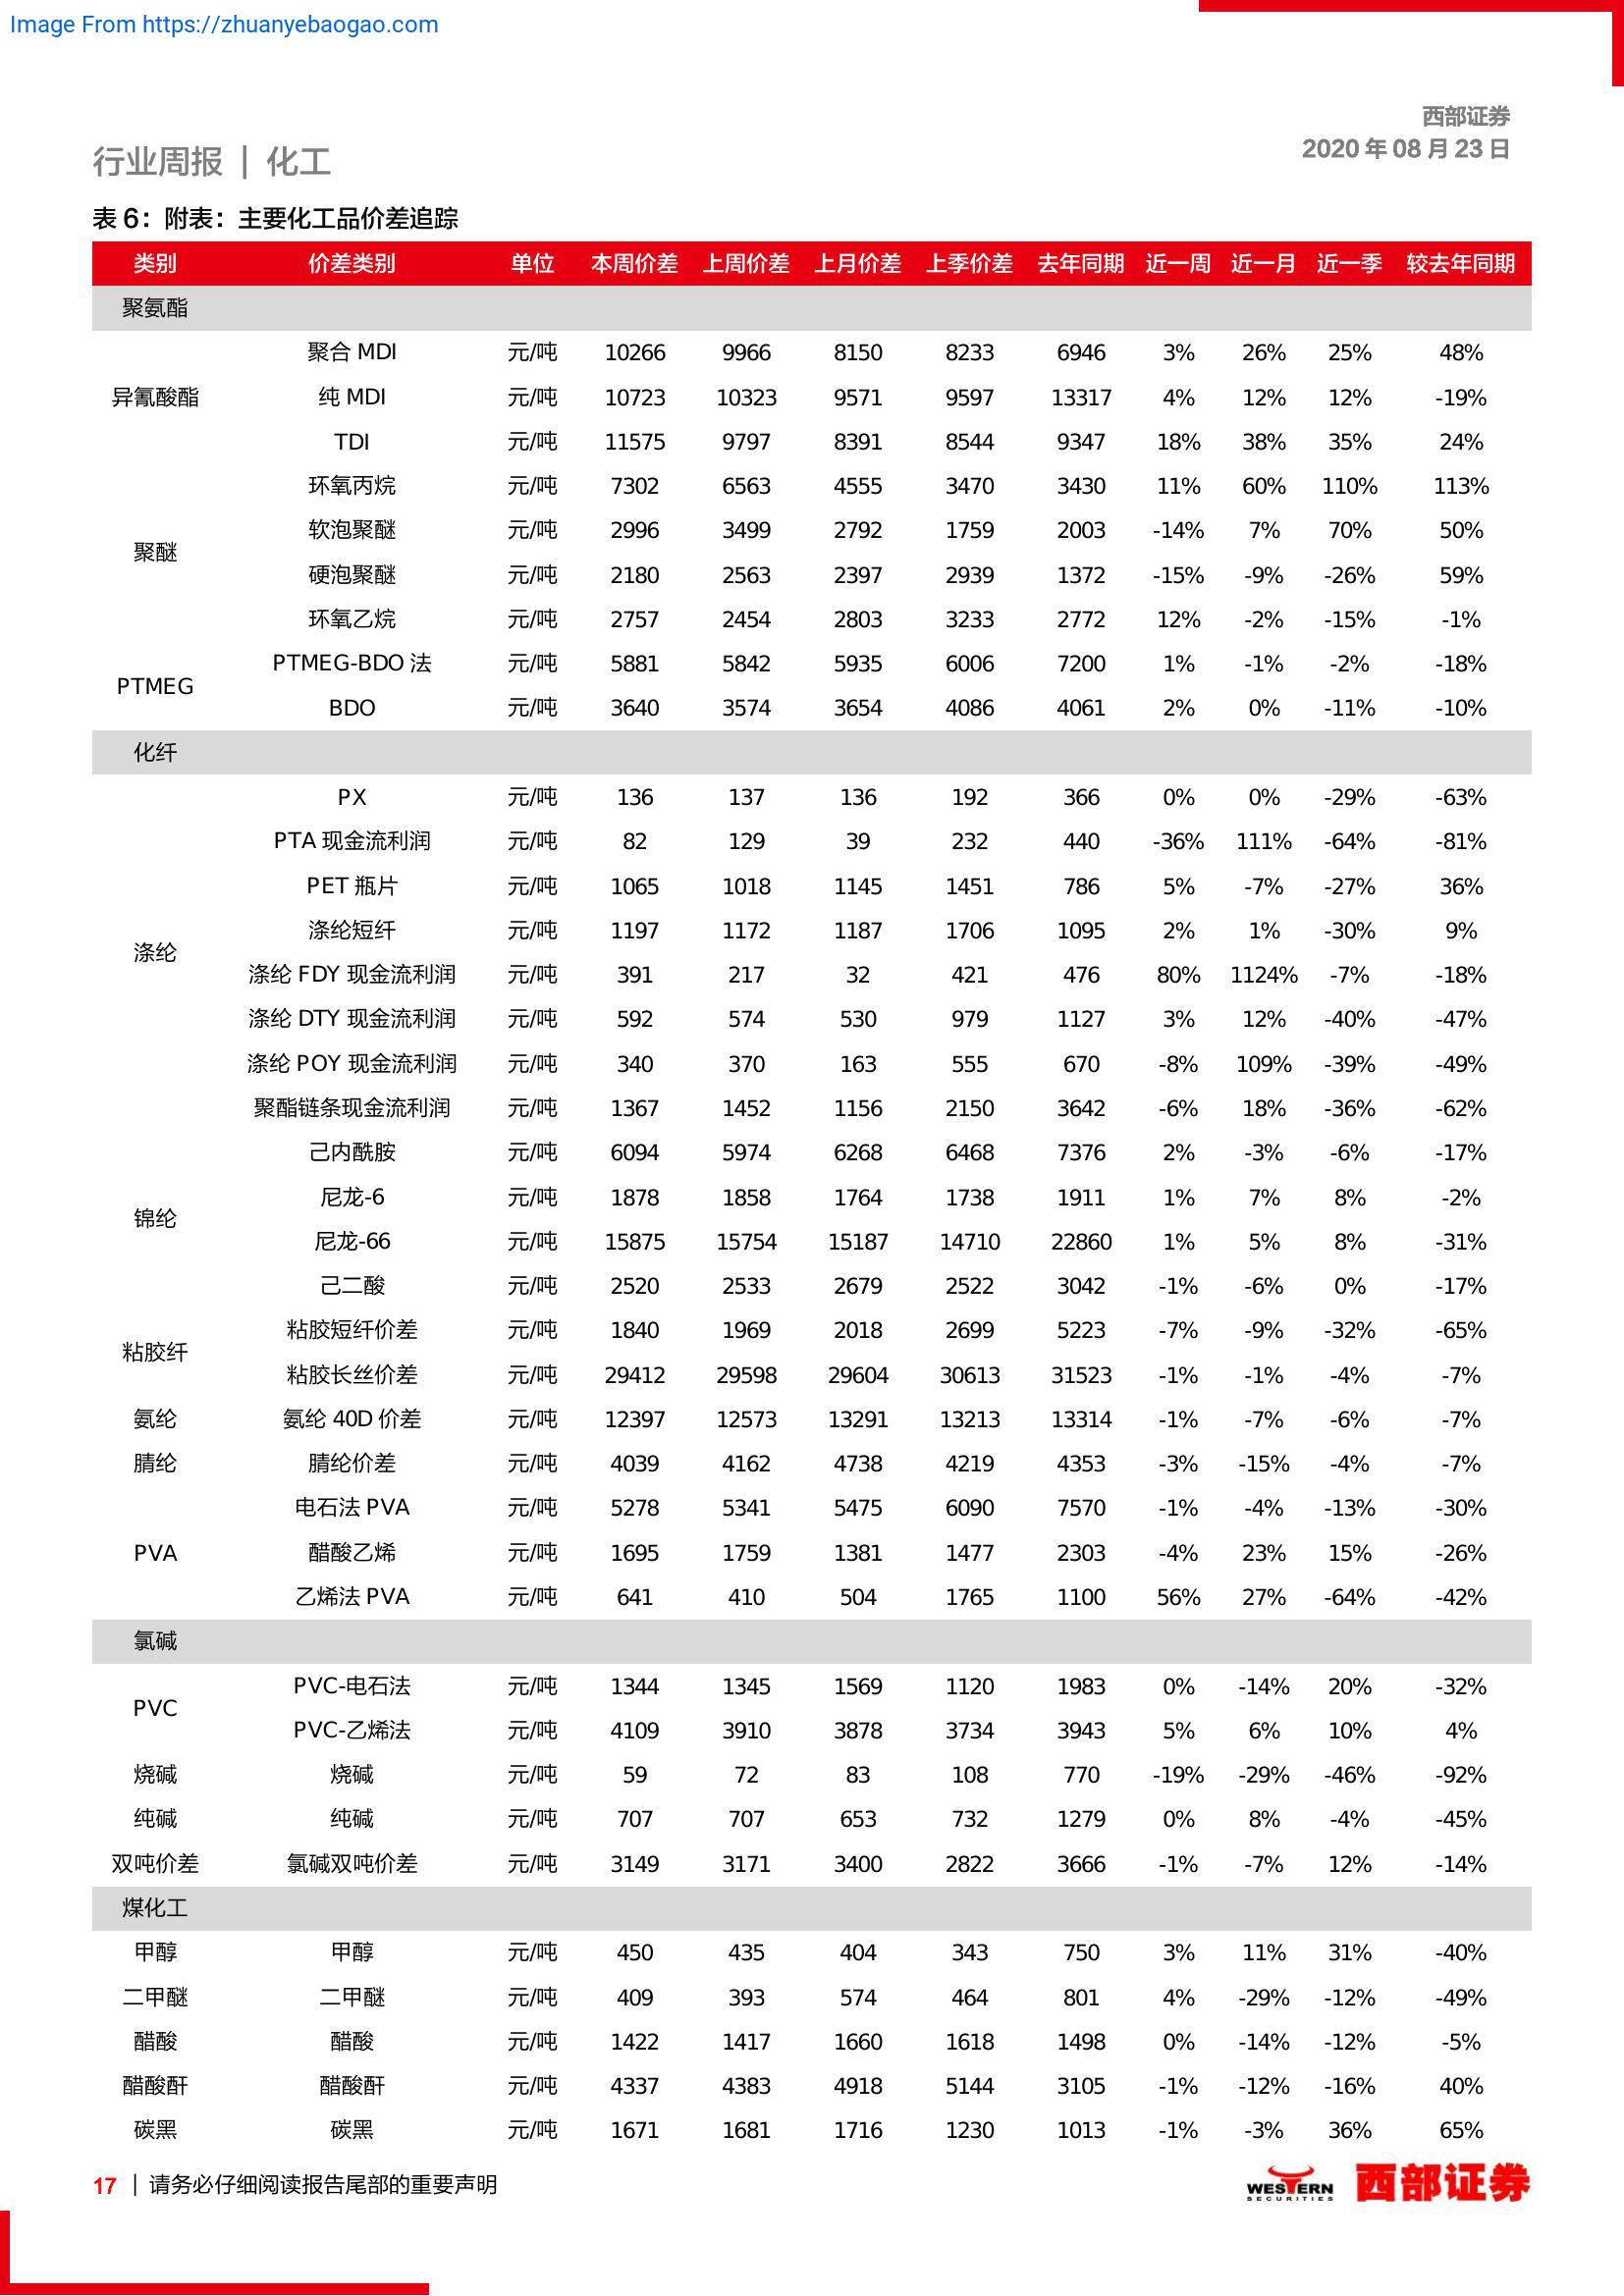 Image From https://zhuanyebaogao.com
西部证券
2020 年 08 月 23 日
行业周报 | 化工
表 6：附表：主要化工品价差追踪
类别 价差类别 单位 本周价差 上周价差 上月价差 上季价差 去年同期 近一周 近一月 近一季 较去年同期
聚氨酯
聚合 MDI 元/吨 10266 9966 8150 8233 6946 3% 26% 25% 48%
异氰酸酯 纯 MDI 元/吨 10723 10323 9571 9597 13317 4% 12% 12% -19%
TDI 元/吨 11575 9797 8391 8544 9347 18% 38% 35% 24%
环氧丙烷 元/吨 7302 6563 4555 3470 3430 11% 60% 110% 113%
软泡聚醚 元/吨 2996 3499 2792 1759 2003 -14% 7% 70% 50%
聚醚
硬泡聚醚 元/吨 2180 2563 2397 2939 1372 -15% -9% -26% 59%
环氧乙烷 元/吨 2757 2454 2803 3233 2772 12% -2% -15% -1%
PTMEG-BDO 法 元/吨 5881 5842 5935 6006 7200 1% -1% -2% -18%
PTMEG
BDO 元/吨 3640 3574 3654 4086 4061 2% 0% -11% -10%
化纤
PX 元/吨 136 137 136 192 366 0% 0% -29% -63%
PTA 现金流利润 元/吨 82 129 39 232 440 -36% 111% -64% -81%
PET 瓶片 元/吨 1065 1018 1145 1451 786 5% -7% -27% 36%
涤纶短纤 元/吨 1197 1172 1187 1706 1095 2% 1% -30% 9%
涤纶
涤纶 FDY 现金流利润 元/吨 391 217 32 421 476 80% 1124% -7% -18%
涤纶 DTY 现金流利润 元/吨 592 574 530 979 1127 3% 12% -40% -47%
涤纶 POY 现金流利润 元/吨 340 370 163 555 670 -8% 109% -39% -49%
聚酯链条现金流利润 元/吨 1367 1452 1156 2150 3642 -6% 18% -36% -62%
己内酰胺 元/吨 6094 5974 6268 6468 7376 2% -3% -6% -17%
尼龙-6 元/吨 1878 1858 1764 1738 1911 1% 7% 8% -2%
锦纶
尼龙-66 元/吨 15875 15754 15187 14710 22860 1% 5% 8% -31%
己二酸 元/吨 2520 2533 2679 2522 3042 -1% -6% 0% -17%
粘胶短纤价差 元/吨 1840 1969 2018 2699 5223 -7% -9% -32% -65%
粘胶纤
粘胶长丝价差 元/吨 29412 29598 29604 30613 31523 -1% -1% -4% -7%
氨纶 氨纶 40D 价差 元/吨 12397 12573 13291 13213 13314 -1% -7% -6% -7%
腈纶 腈纶价差 元/吨 4039 4162 4738 4219 4353 -3% -15% -4% -7%
电石法 PVA 元/吨 5278 5341 5475 6090 7570 -1% -4% -13% -30%
PVA 醋酸乙烯 元/吨 1695 1759 1381 1477 2303 -4% 23% 15% -26%
乙烯法 PVA 元/吨 641 410 504 1765 1100 56% 27% -64% -42%
氯碱
PVC-电石法 元/吨 1344 1345 1569 1120 1983 0% -14% 20% -32%
PVC
PVC-乙烯法 元/吨 4109 3910 3878 3734 3943 5% 6% 10% 4%
烧碱 烧碱 元/吨 59 72 83 108 770 -19% -29% -46% -92%
纯碱 纯碱 元/吨 707 707 653 732 1279 0% 8% -4% -45%
双吨价差 氯碱双吨价差 元/吨 3149 3171 3400 2822 3666 -1% -7% 12% -14%
煤化工
甲醇 甲醇 元/吨 450 435 404 343 750 3% 11% 31% -40%
二甲醚 二甲醚 元/吨 409 393 574 464 801 4% -29% -12% -49%
醋酸 醋酸 元/吨 1422 1417 1660 1618 1498 0% -14% -12% -5%
醋酸酐 醋酸酐 元/吨 4337 4383 4918 5144 3105 -1% -12% -16% 40%
碳黑 碳黑 元/吨 1671 1681 1716 1230 1013 -1% -3% 36% 65%
17 | 请务必仔细阅读报告尾部的重要声明
WESTERN
SECURITIES
西部证券